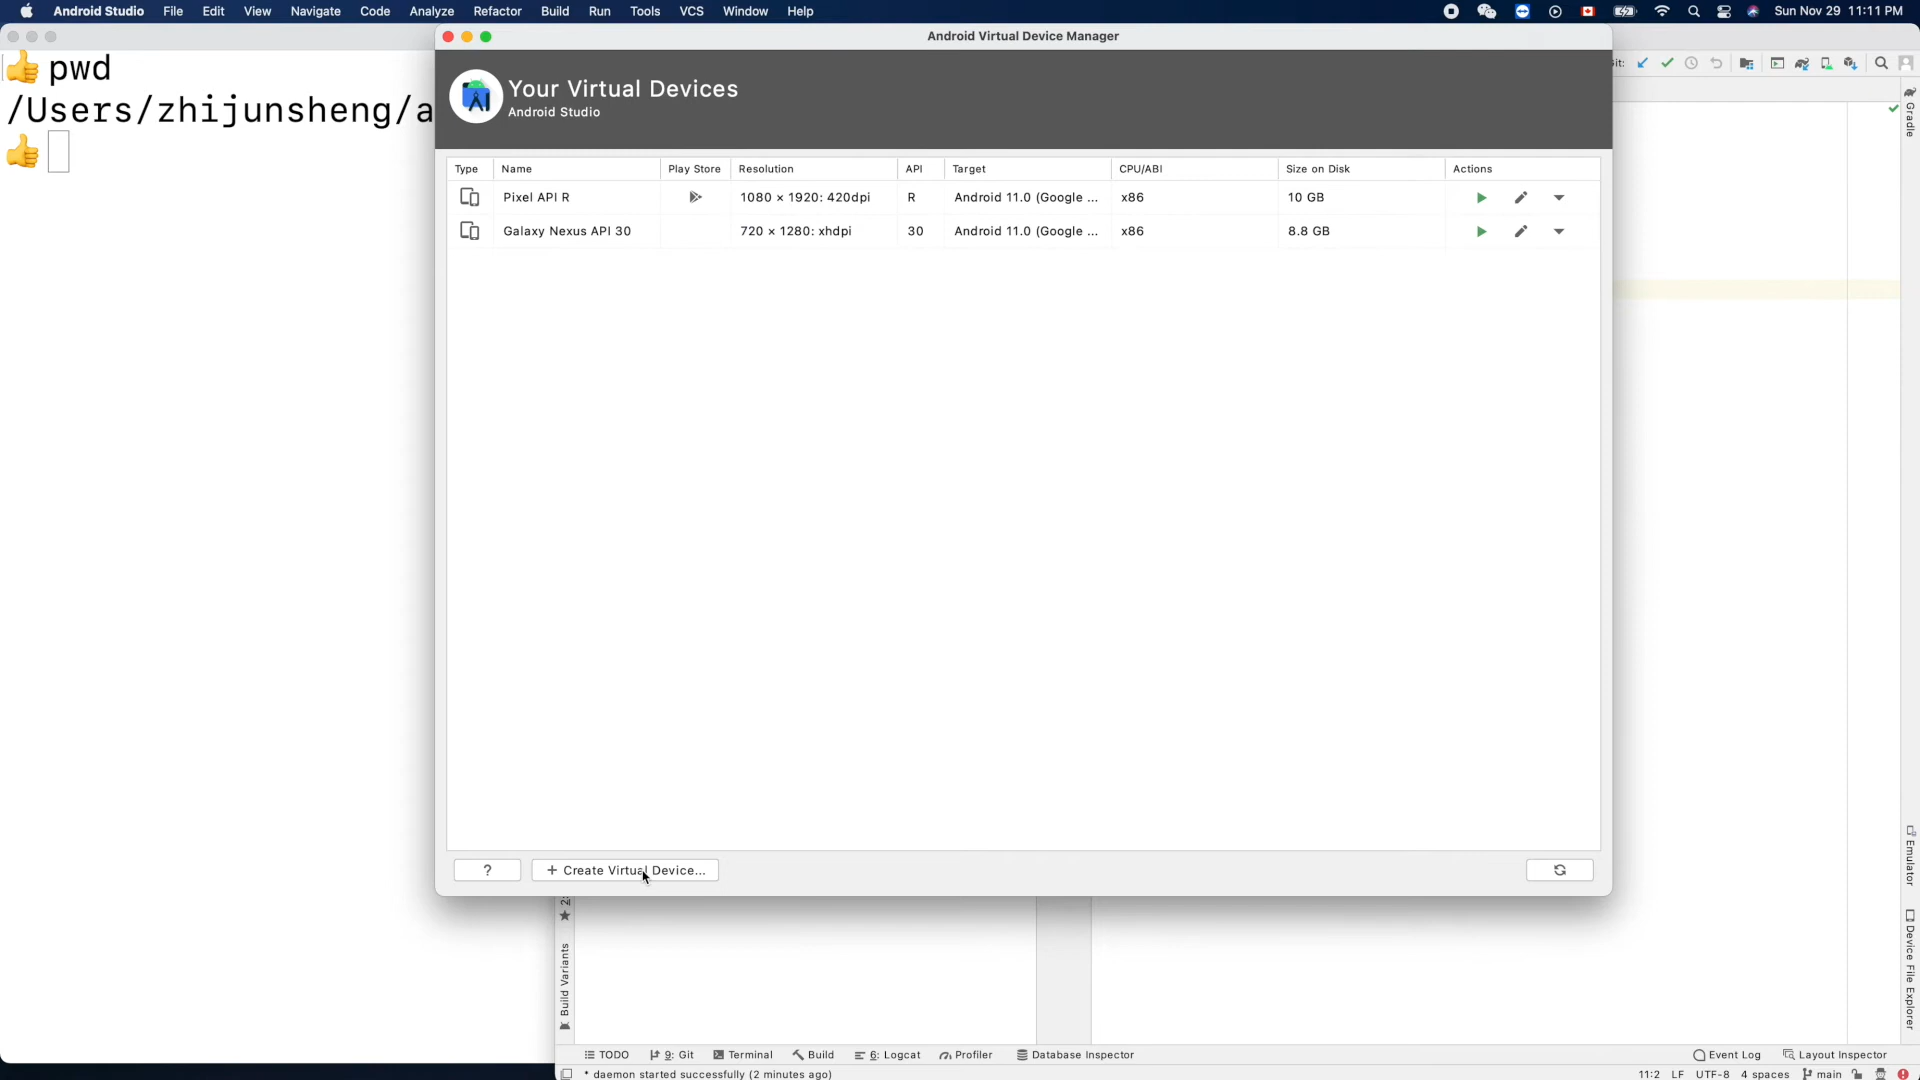 Android Studio File Edit View Navigate Code Analyze Refactor Build Run Tools VCS Window Help Sun Nov 29 11:11 PM
Android Virtual Device Manager
👍 pwd
/Users/zhijunsheng/a
👍
Your Virtual Devices
Android Studio
Type Name Play Store Resolution API Target CPU/ABI Size on Disk Actions
Pixel API R 1080 × 1920: 420dpi R Android 11.0 (Google ... x86 10 GB
Galaxy Nexus API 30 720 × 1280: xhdpi 30 Android 11.0 (Google ... x86 8.8 GB
? + Create Virtual Device...
Gradle
Emulator
Device File Explorer
Build Variants
TODO 9: Git Terminal Build 6: Logcat Profiler Database Inspector Event Log Layout Inspector
* daemon started successfully (2 minutes ago) 11:2 LF UTF-8 4 spaces main